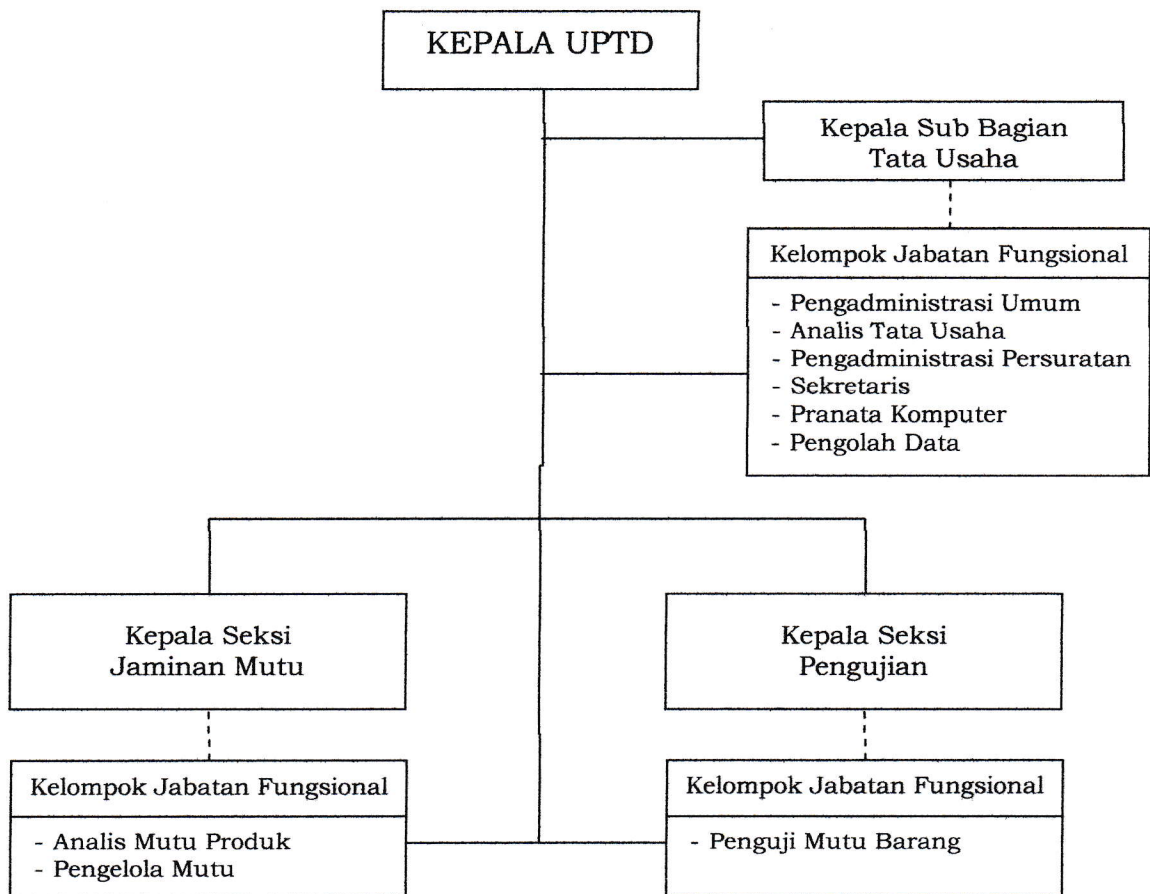 KEPALA UPTD
Kepala Sub Bagian
Tata Usaha
Kelompok Jabatan Fungsional
- Pengadministrasi Umum
- Analis Tata Usaha
- Pengadministrasi Persuratan
- Sekretaris
- Pranata Komputer
- Pengolah Data
Kepala Seksi
Jaminan Mutu
Kelompok Jabatan Fungsional
- Analis Mutu Produk
- Pengelola Mutu
Kepala Seksi
Pengujian
Kelompok Jabatan Fungsional
- Penguji Mutu Barang